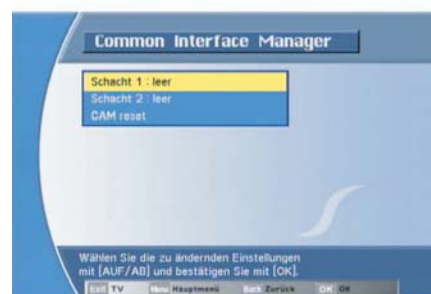 Common Interface Manager
Schacht 1 : leer
Schacht 2 : leer
CAM reset
Wählen Sie die zu ändernden Einstellungen
mit [AUF/AB] und bestätigen Sie mit [OK].
Exit TV Menu Hauptmenü Back Zurück OK OK